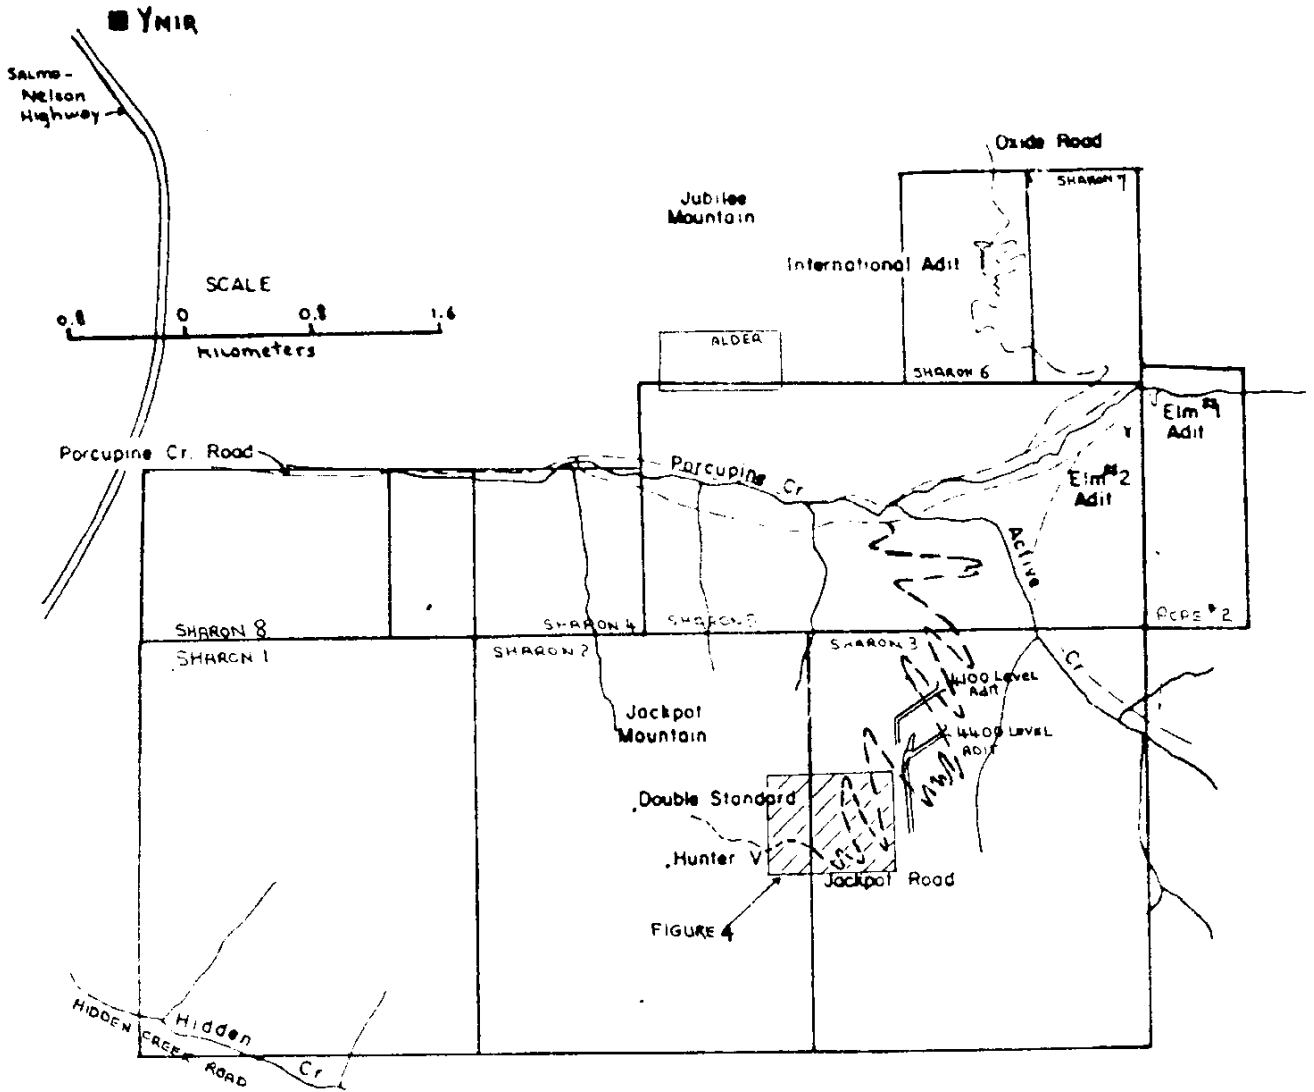 YMIR
SALMO-
Nelson
Highway
Oxide Road
SHARON 7
Jubilee
Mountain
International Adit
SCALE
0.8 0 0.8 1.6
Kilometers
ALDER
SHARON 6
Elm #1
Adit
Porcupine Cr. Road
Porcupine Cr
Elm #2
Adit
Active Cr
SHARON 8
SHARON 4
SHARON 5
#2
SHARON 1
SHARON 2
SHARON 3
4100 Level
Adit
Jackpot
Mountain
4400 LEVEL
ADIT
Double Standard
Hunter V
Jackpot Road
FIGURE 4
Hidden Cr
HIDDEN CREEK ROAD